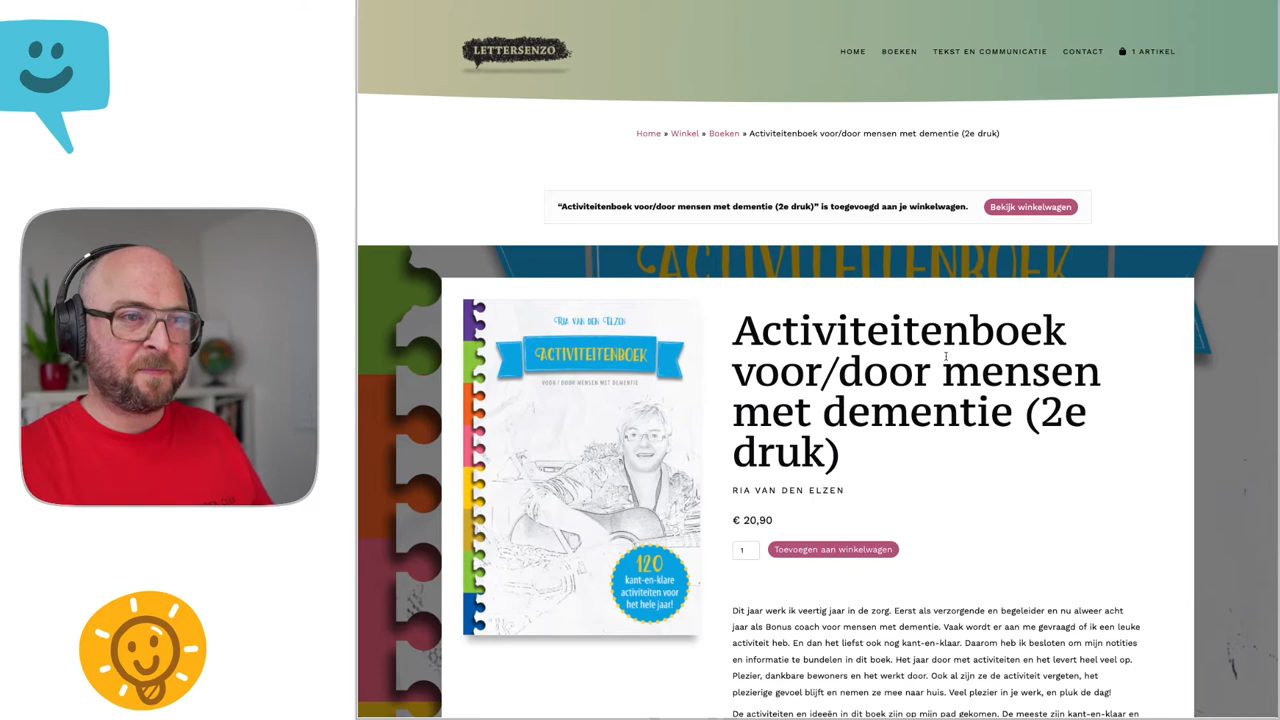 LETTERSENZO
HOME BOEKEN TEKST EN COMMUNICATIE CONTACT 1 ARTIKEL
Home » Winkel » Boeken » Activiteitenboek voor/door mensen met dementie (2e druk)
“Activiteitenboek voor/door mensen met dementie (2e druk)” is toegevoegd aan je winkelwagen. Bekijk winkelwagen
ACTIVITEITENBOEK
RIA VAN DEN ELZEN
ACTIVITEITENBOEK
VOOR/DOOR MENSEN MET DEMENTIE
120
kant-en-klare
activiteiten voor
het hele jaar!
Activiteitenboek
voor/door mensen
met dementie (2e
druk)
RIA VAN DEN ELZEN
€ 20,90
1 Toevoegen aan winkelwagen
Dit jaar werk ik veertig jaar in de zorg. Eerst als verzorgende en begeleider en nu alweer acht
jaar als Bonus coach voor mensen met dementie. Vaak wordt er aan me gevraagd of ik een leuke
activiteit heb. En dan het liefst ook nog kant-en-klaar. Daarom heb ik besloten om mijn notities
en informatie te bundelen in dit boek. Het jaar door met activiteiten en het levert heel veel op.
Plezier, dankbare bewoners en het werkt door. Ook al zijn ze de activiteit vergeten, het
plezierige gevoel blijft en nemen ze mee naar huis. Veel plezier in je werk, en pluk de dag!
De activiteiten en ideeën in dit boek zijn op mijn pad gekomen. De meeste zijn kant-en-klaar en